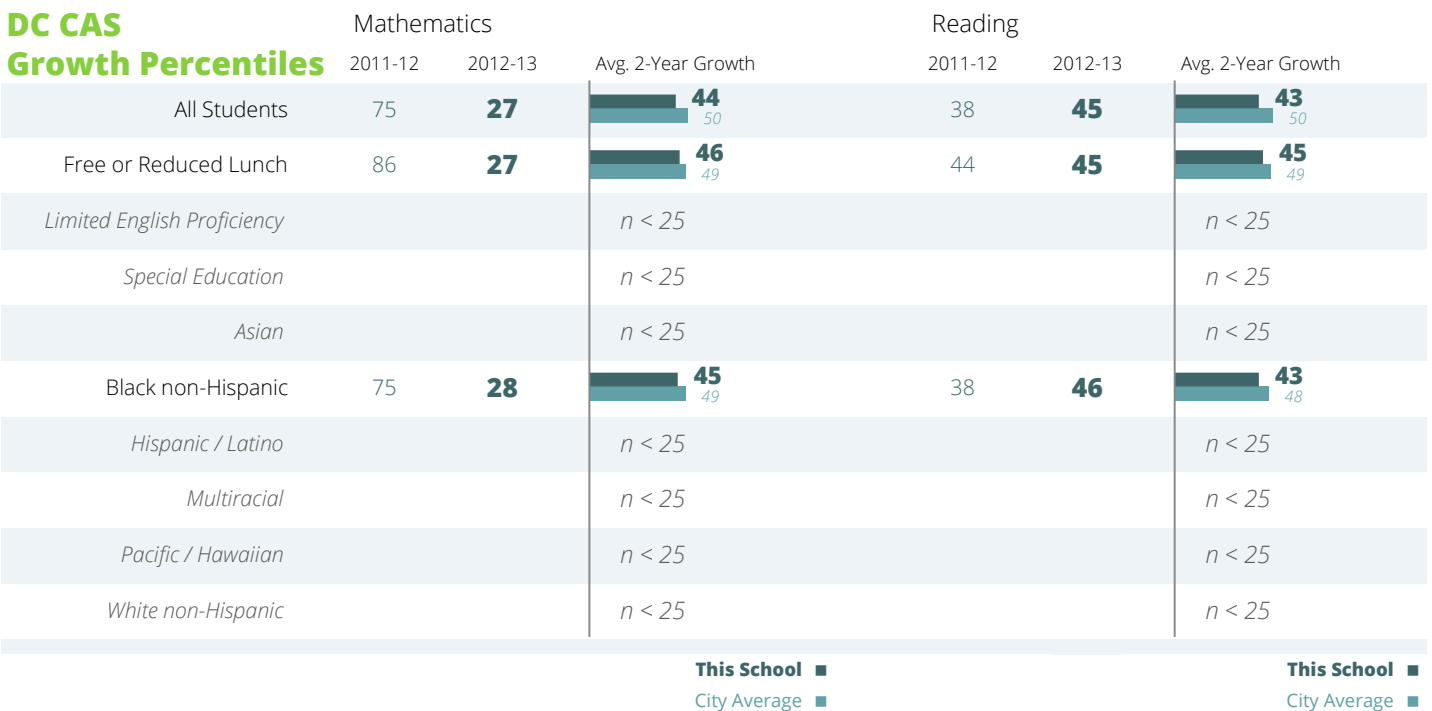 DC CAS Mathematics Reading
Growth Percentiles 2011-12 2012-13 Avg. 2-Year Growth 2011-12 2012-13 Avg. 2-Year Growth
All Students 75 27 44 50 38 45 43 50
Free or Reduced Lunch 86 27 46 49 44 45 45 49
Limited English Proficiency n < 25 n < 25
Special Education n < 25 n < 25
Asian n < 25 n < 25
Black non-Hispanic 75 28 45 49 38 46 43 48
Hispanic / Latino n < 25 n < 25
Multiracial n < 25 n < 25
Pacific / Hawaiian n < 25 n < 25
White non-Hispanic n < 25 n < 25
This School This School
City Average City Average